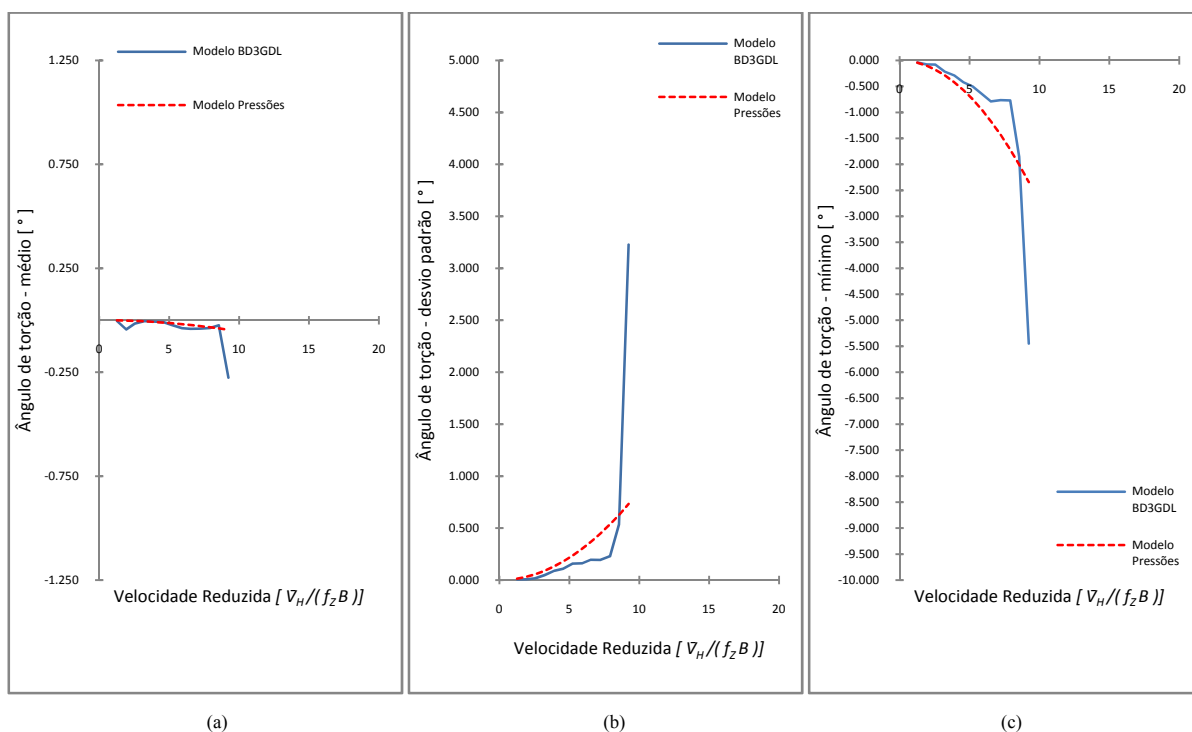 Modelo BD3GDL
Modelo Pressões
1.250
0.750
0.250
-0.250
-0.750
-1.250
0
5
10
15
20
Ângulo de torção - médio [ ° ]
Velocidade Reduzida [ V̅_H/( f_Z B )]
(a)
Modelo
BD3GDL
Modelo
Pressões
5.000
4.500
4.000
3.500
3.000
2.500
2.000
1.500
1.000
0.500
0.000
0
5
10
15
20
Ângulo de torção - desvio padrão [ ° ]
Velocidade Reduzida [ V̅_H/( f_Z B )]
(b)
0.000
-0.500
-1.000
-1.500
-2.000
-2.500
-3.000
-3.500
-4.000
-4.500
-5.000
-5.500
-6.000
-6.500
-7.000
-7.500
-8.000
-8.500
-9.000
-9.500
-10.000
0
5
10
15
20
Ângulo de torção - mínimo [ ° ]
Modelo
BD3GDL
Modelo
Pressões
Velocidade Reduzida [ V̅_H/( f_Z B )]
(c)